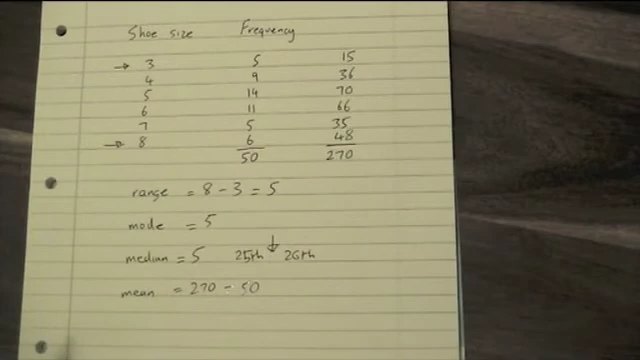 Shoe size Frequency
→ 3 5 15
4 9 36
5 14 70
6 11 66
7 5 35
→ 8 6 48
50 270
range = 8 - 3 = 5
mode = 5
median = 5 25th ↓ 26th
mean = 270 - 50